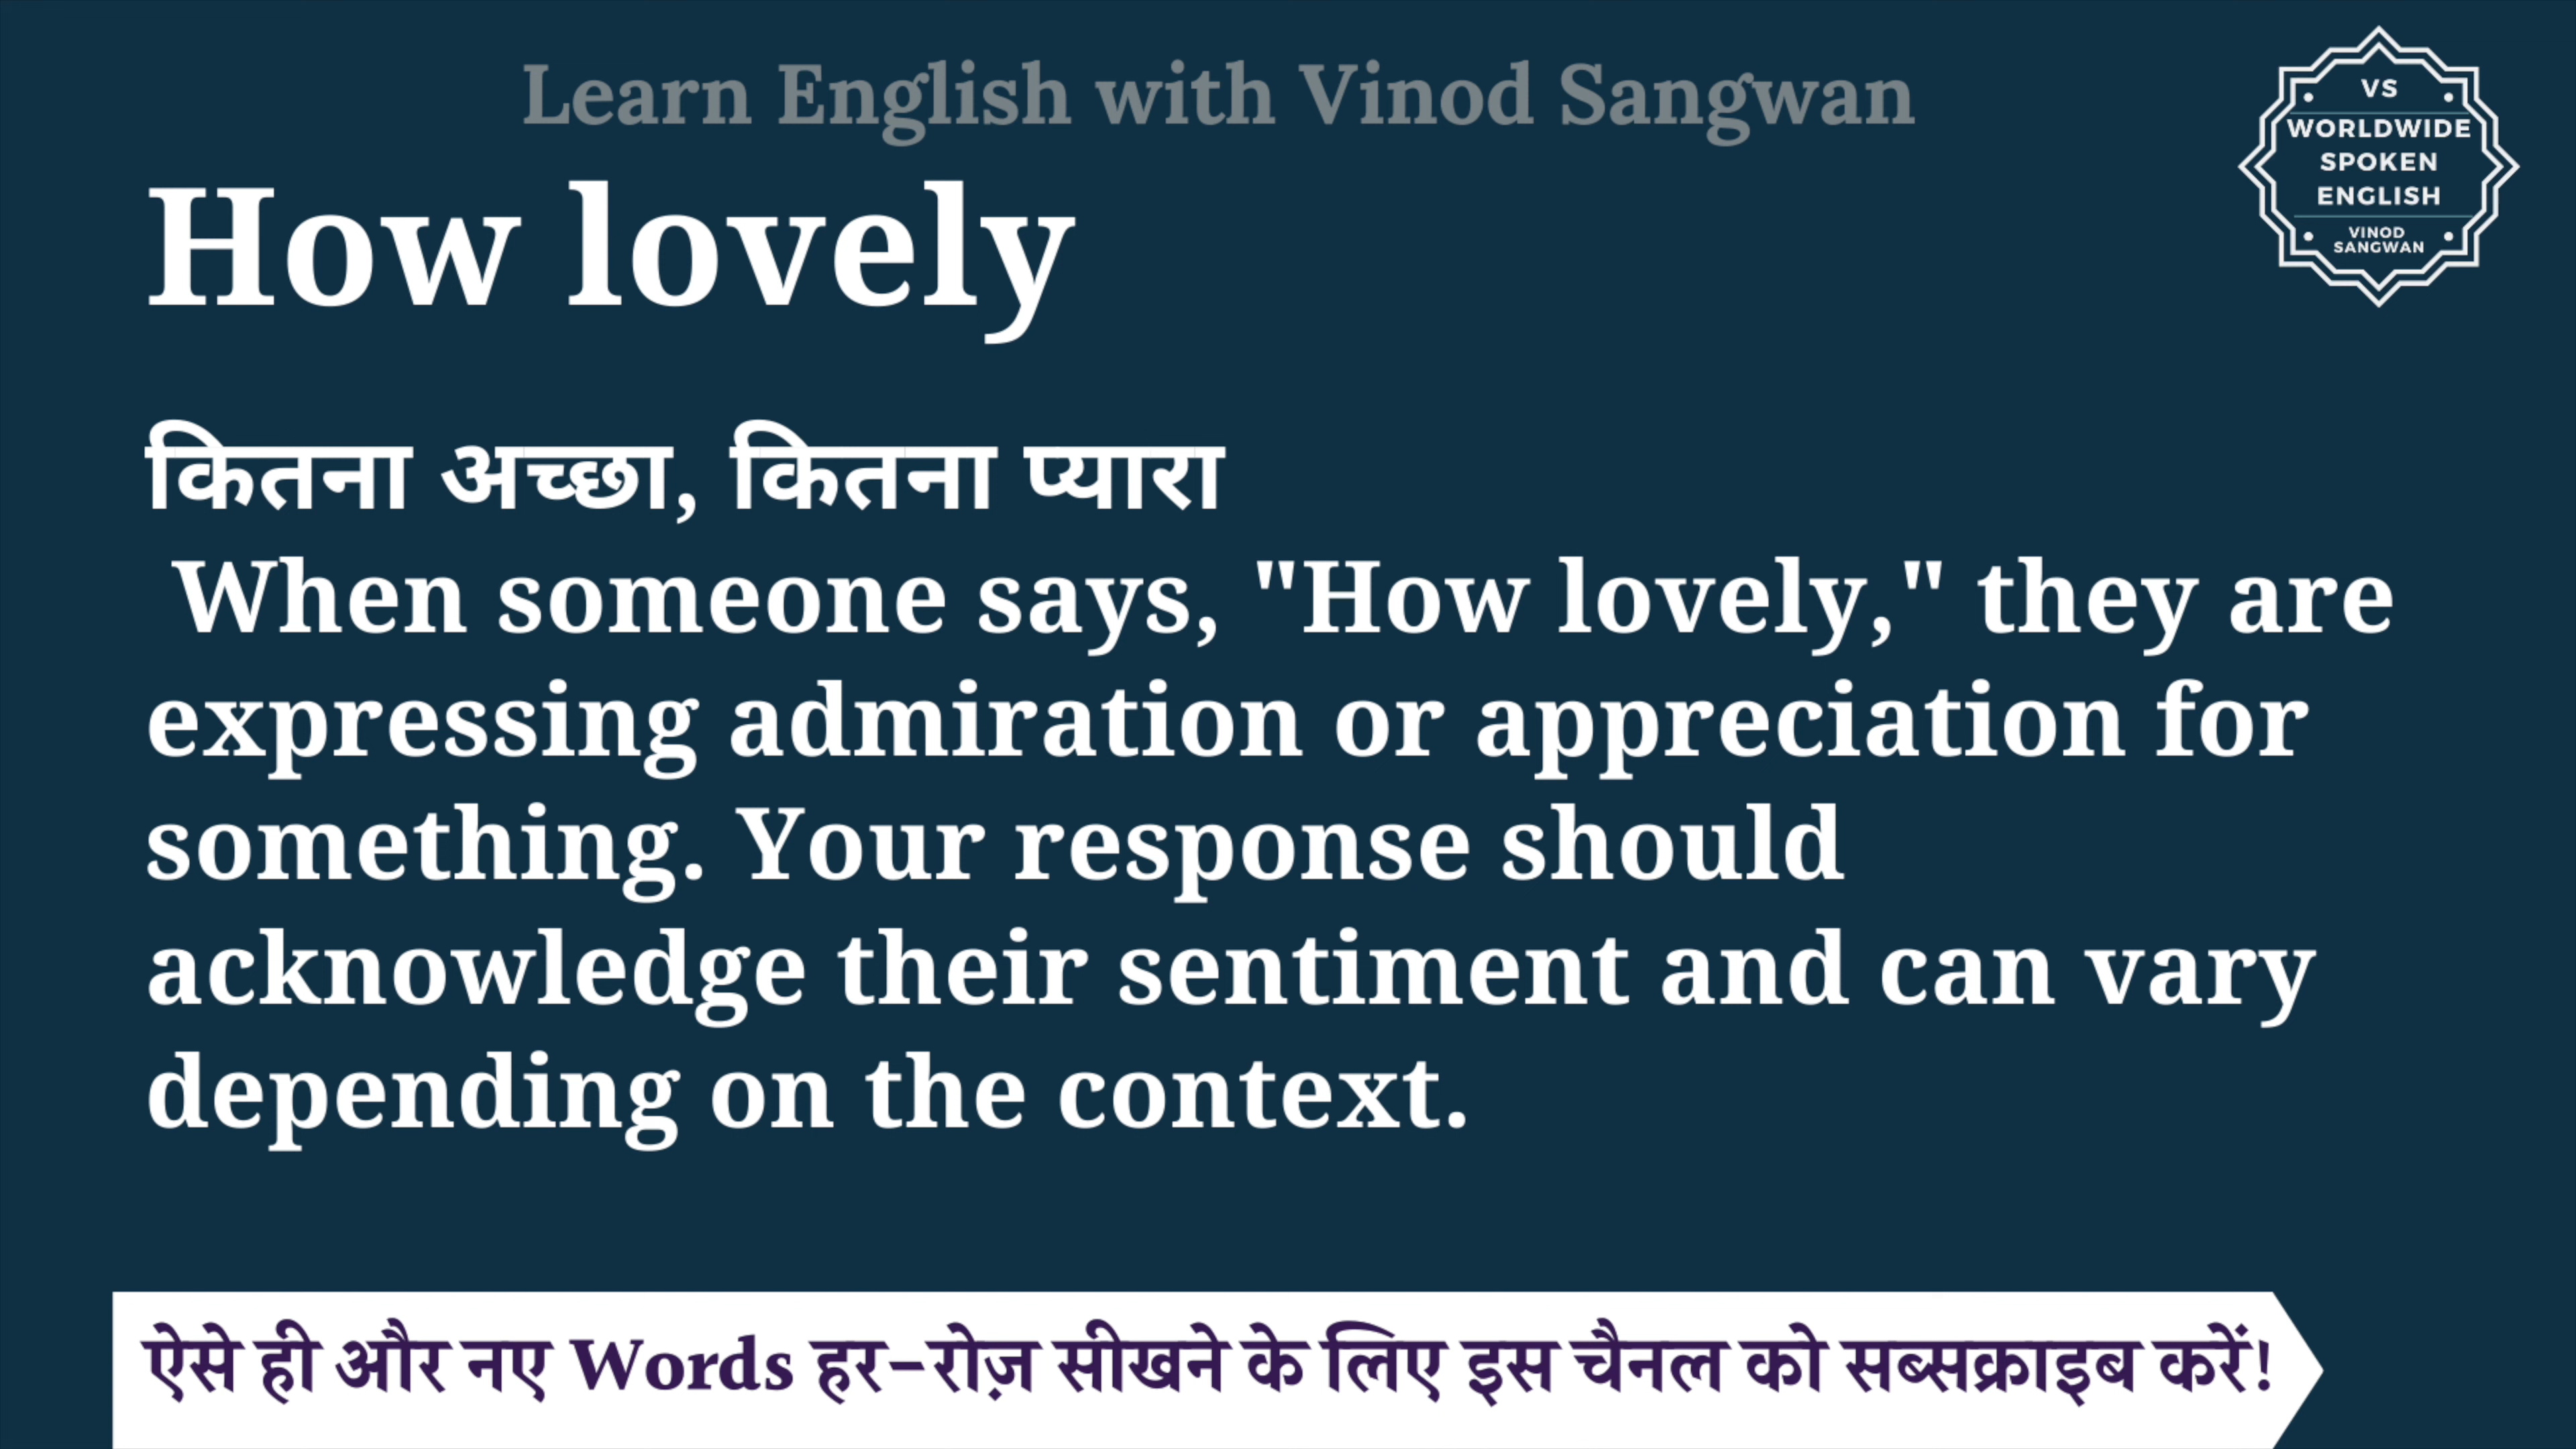 Learn English with Vinod Sangwan
VS
WORLDWIDE
SPOKEN
ENGLISH
VINOD
SANGWAN
How lovely
कितना अच्छा, कितना प्यारा
When someone says, "How lovely," they are
expressing admiration or appreciation for
something. Your response should
acknowledge their sentiment and can vary
depending on the context.
ऐसे ही और नए Words हर-रोज़ सीखने के लिए इस चैनल को सब्सक्राइब करें!